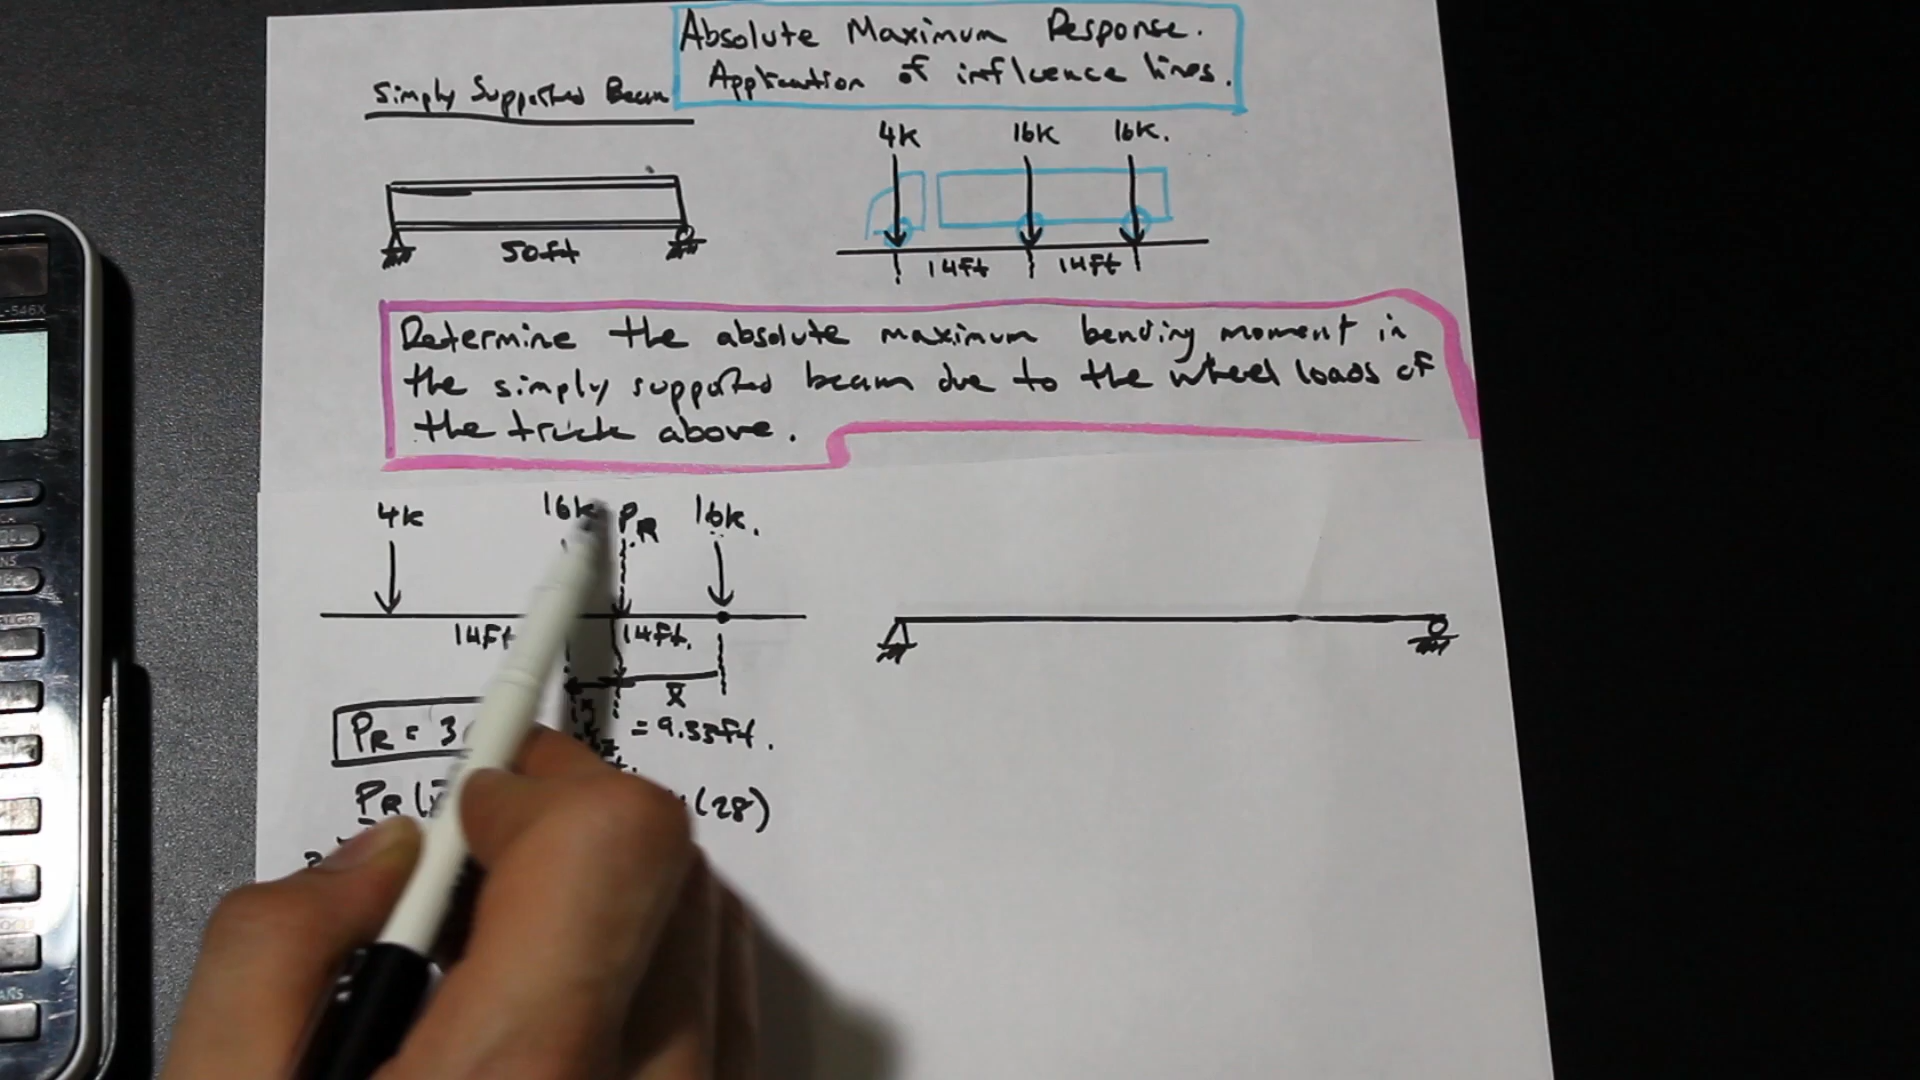 Absolute Maximum Response.
Application of influence lines.
Simply Supported Beam
4K 16K 16K.
50ft
14ft 14ft
Determine the absolute maximum bending moment in
the simply supported beam due to the wheel loads of
the truck above.
4K 16K PR 16K.
14Ft 14Ft.
x̄
PR = 3
= 9.33ft.
PR ( (28)
-546X